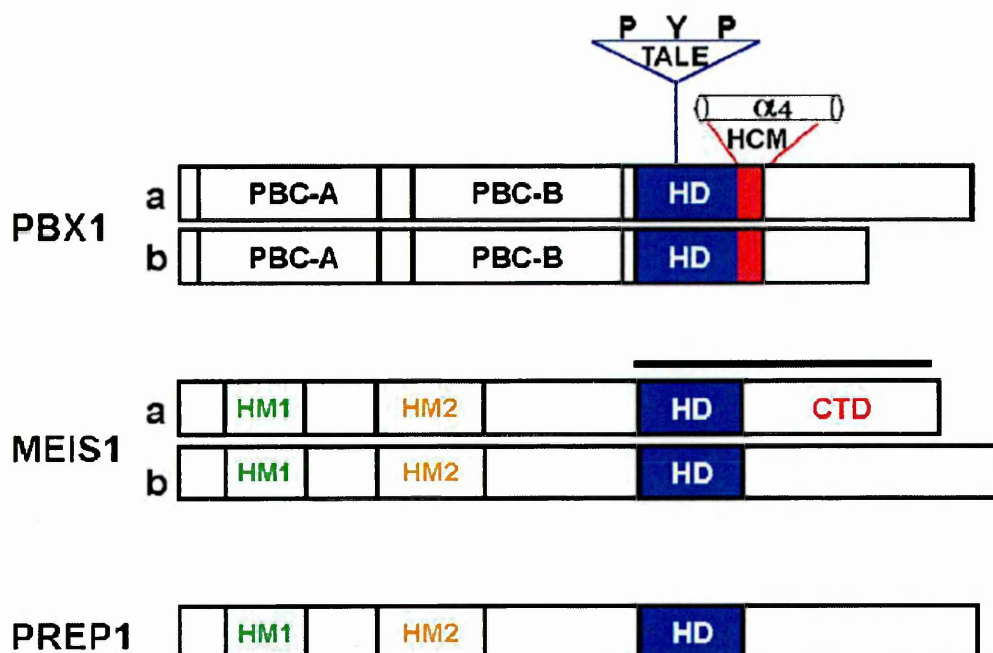 P Y P
TALE
α4
HCM
PBX1
a PBC-A PBC-B HD
b PBC-A PBC-B HD
MEIS1
a HM1 HM2 HD CTD
b HM1 HM2 HD
PREP1 HM1 HM2 HD